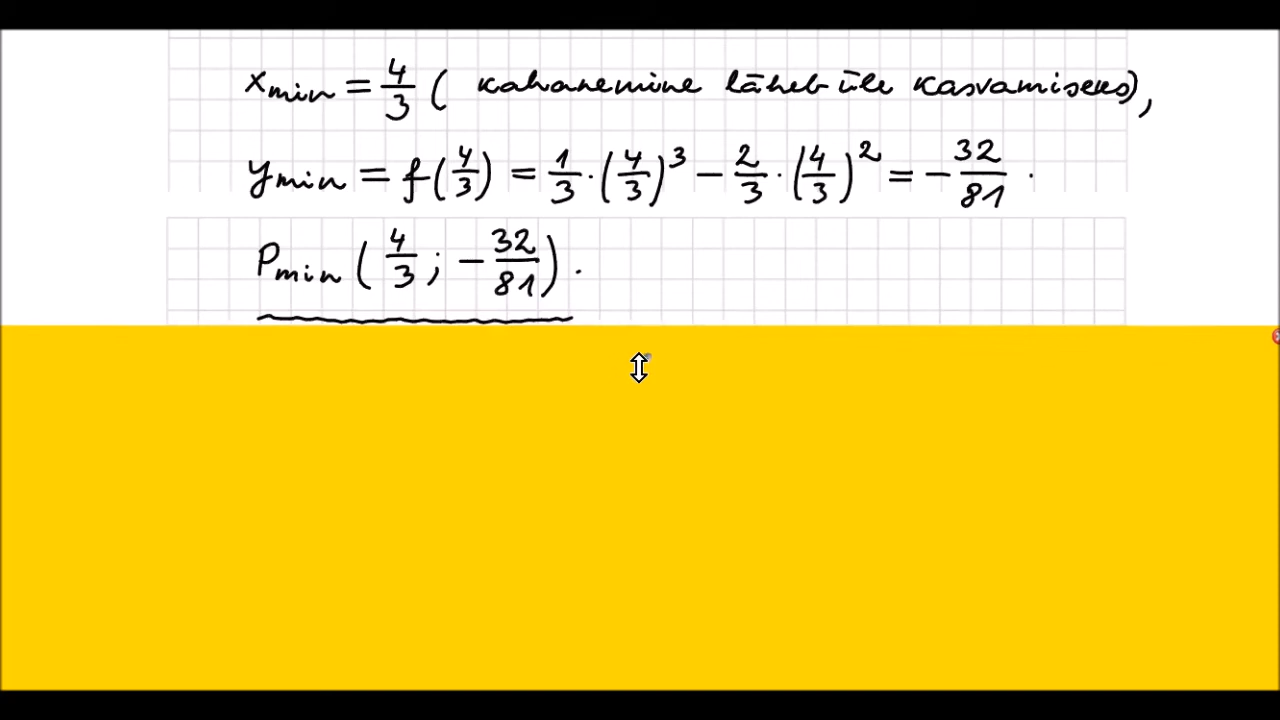 xmin = 4/3 ( kahanemine läheb üle kasvamiseks),
ymin = f(4/3) = 1/3 · (4/3)^3 − 2/3 · (4/3)^2 = − 32/81 .
Pmin (4/3 ; − 32/81) .